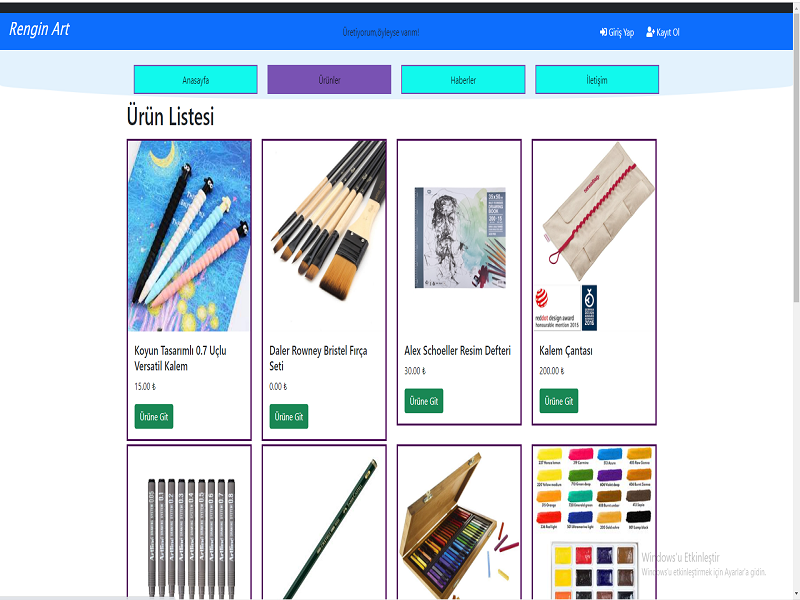 Rengin Art
Üretiyorum,öyleyse varım!
Giriş Yap
Kayıt Ol
Anasayfa
Ürünler
Haberler
İletişim
Ürün Listesi
reddot design award
honourable mention 2015
Koyun Tasarımlı 0.7 Uçlu
Versatil Kalem
15.00 ₺
Ürüne Git
Daler Rowney Bristel Fırça
Seti
0.00 ₺
Ürüne Git
Alex Schoeller Resim Defteri
30.00 ₺
Ürüne Git
Kalem Çantası
200.00 ₺
Ürüne Git
Windows'u Etkinleştir
Windows'u etkinleştirmek için Ayarlar'a gidin.